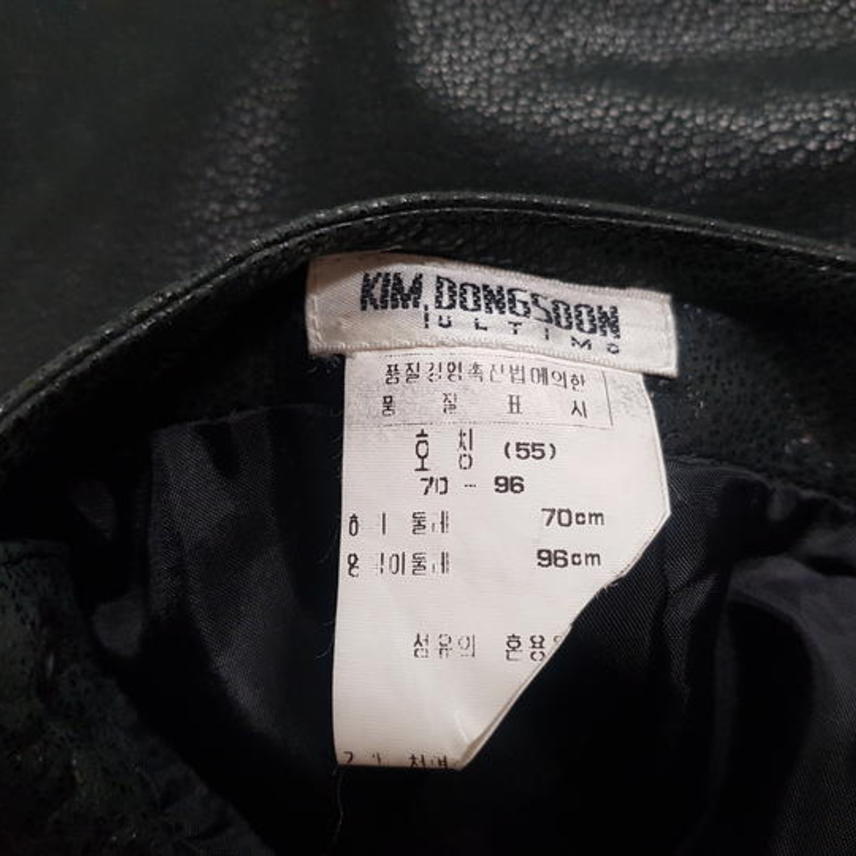 KIM DONGSOON
ULTIMO
품질경영촉진법에의한
품 질 표 시
호 칭 (55)
70 - 96
허 리 둘레 70cm
엉덩이둘레 96cm
섬유의 혼용